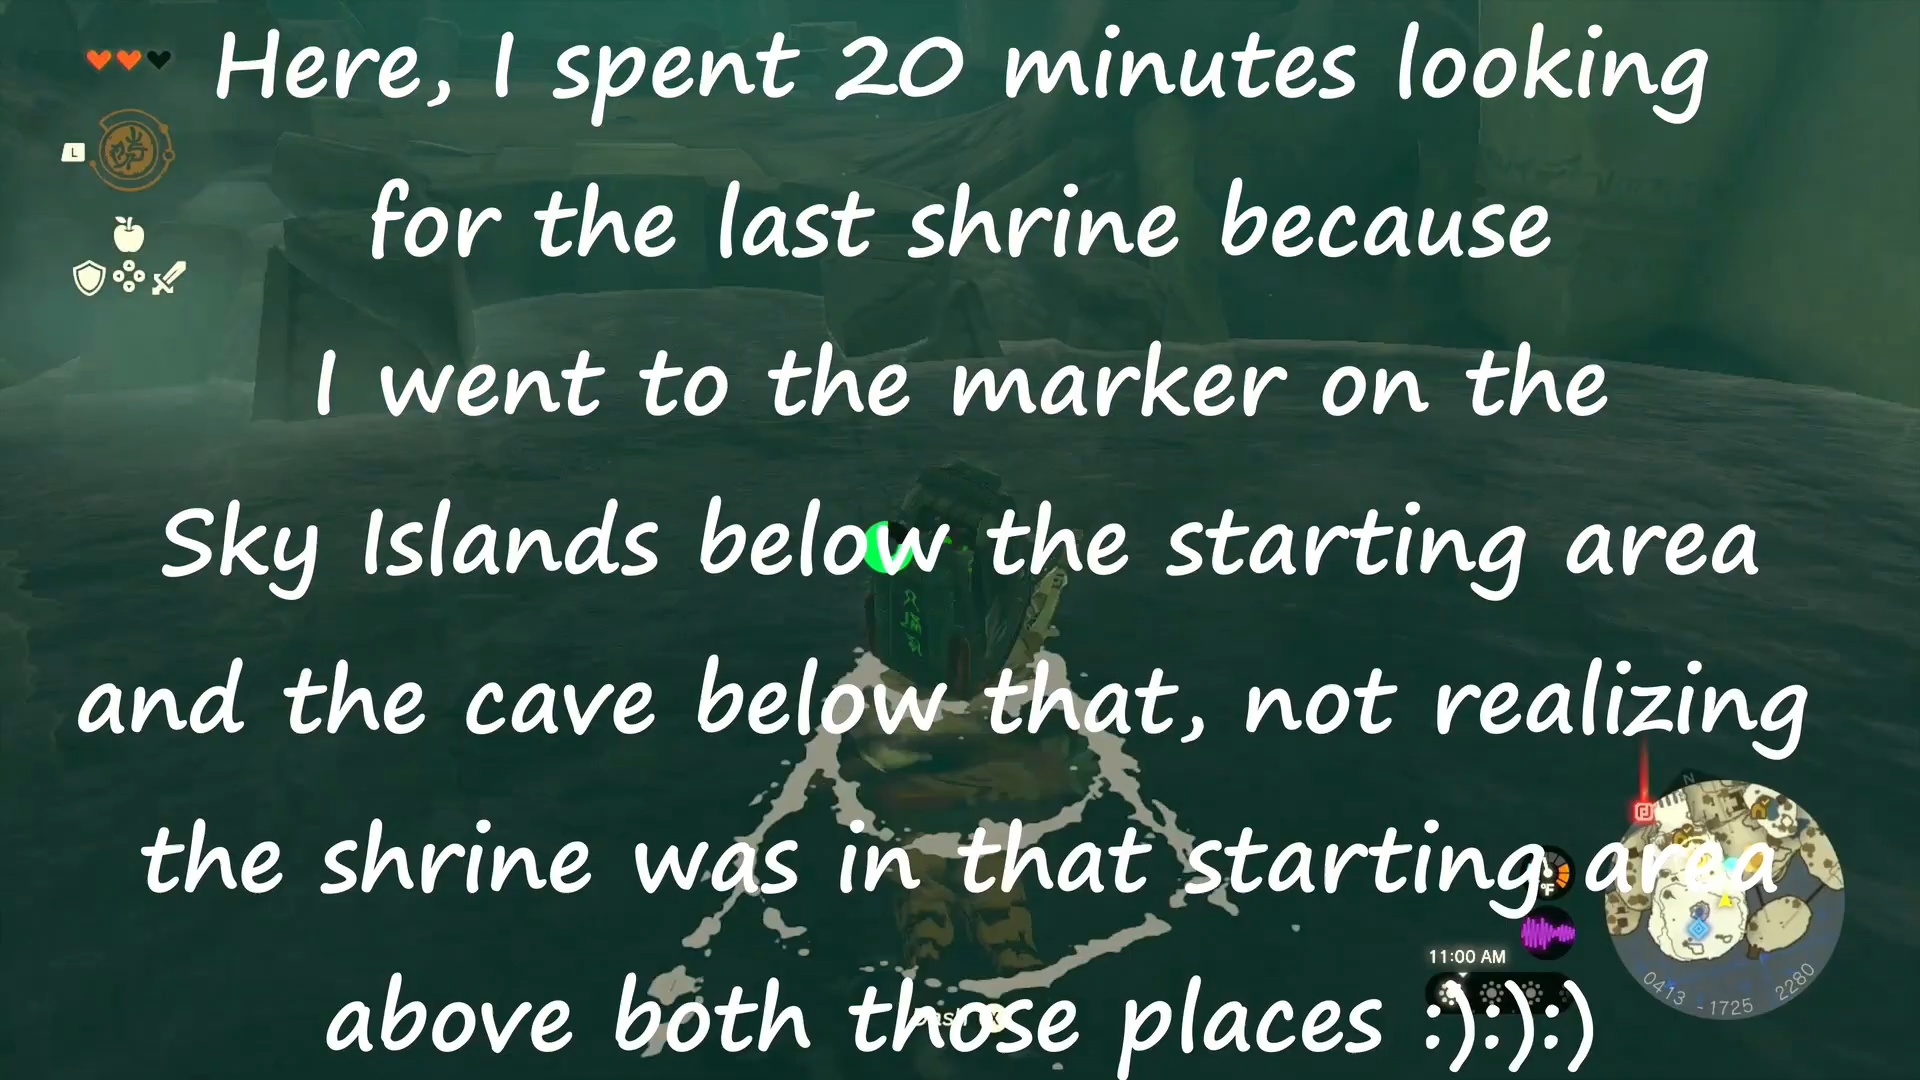 Here, I spent 20 minutes looking
L
for the last shrine because
I went to the marker on the
Sky Islands below the starting area
and the cave below that, not realizing
N
the shrine was in that starting area
°F
11:00 AM
0413 -1725 2280
above both those places :):):)
Dash X